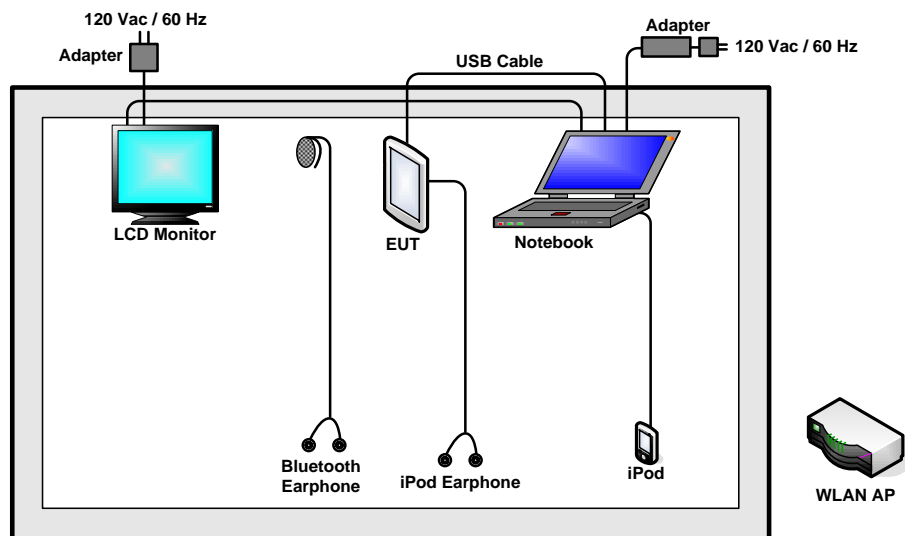 120 Vac / 60 Hz
Adapter
Adapter
120 Vac / 60 Hz
USB Cable
LCD Monitor
EUT
Notebook
Bluetooth
Earphone
iPod Earphone
iPod
WLAN AP